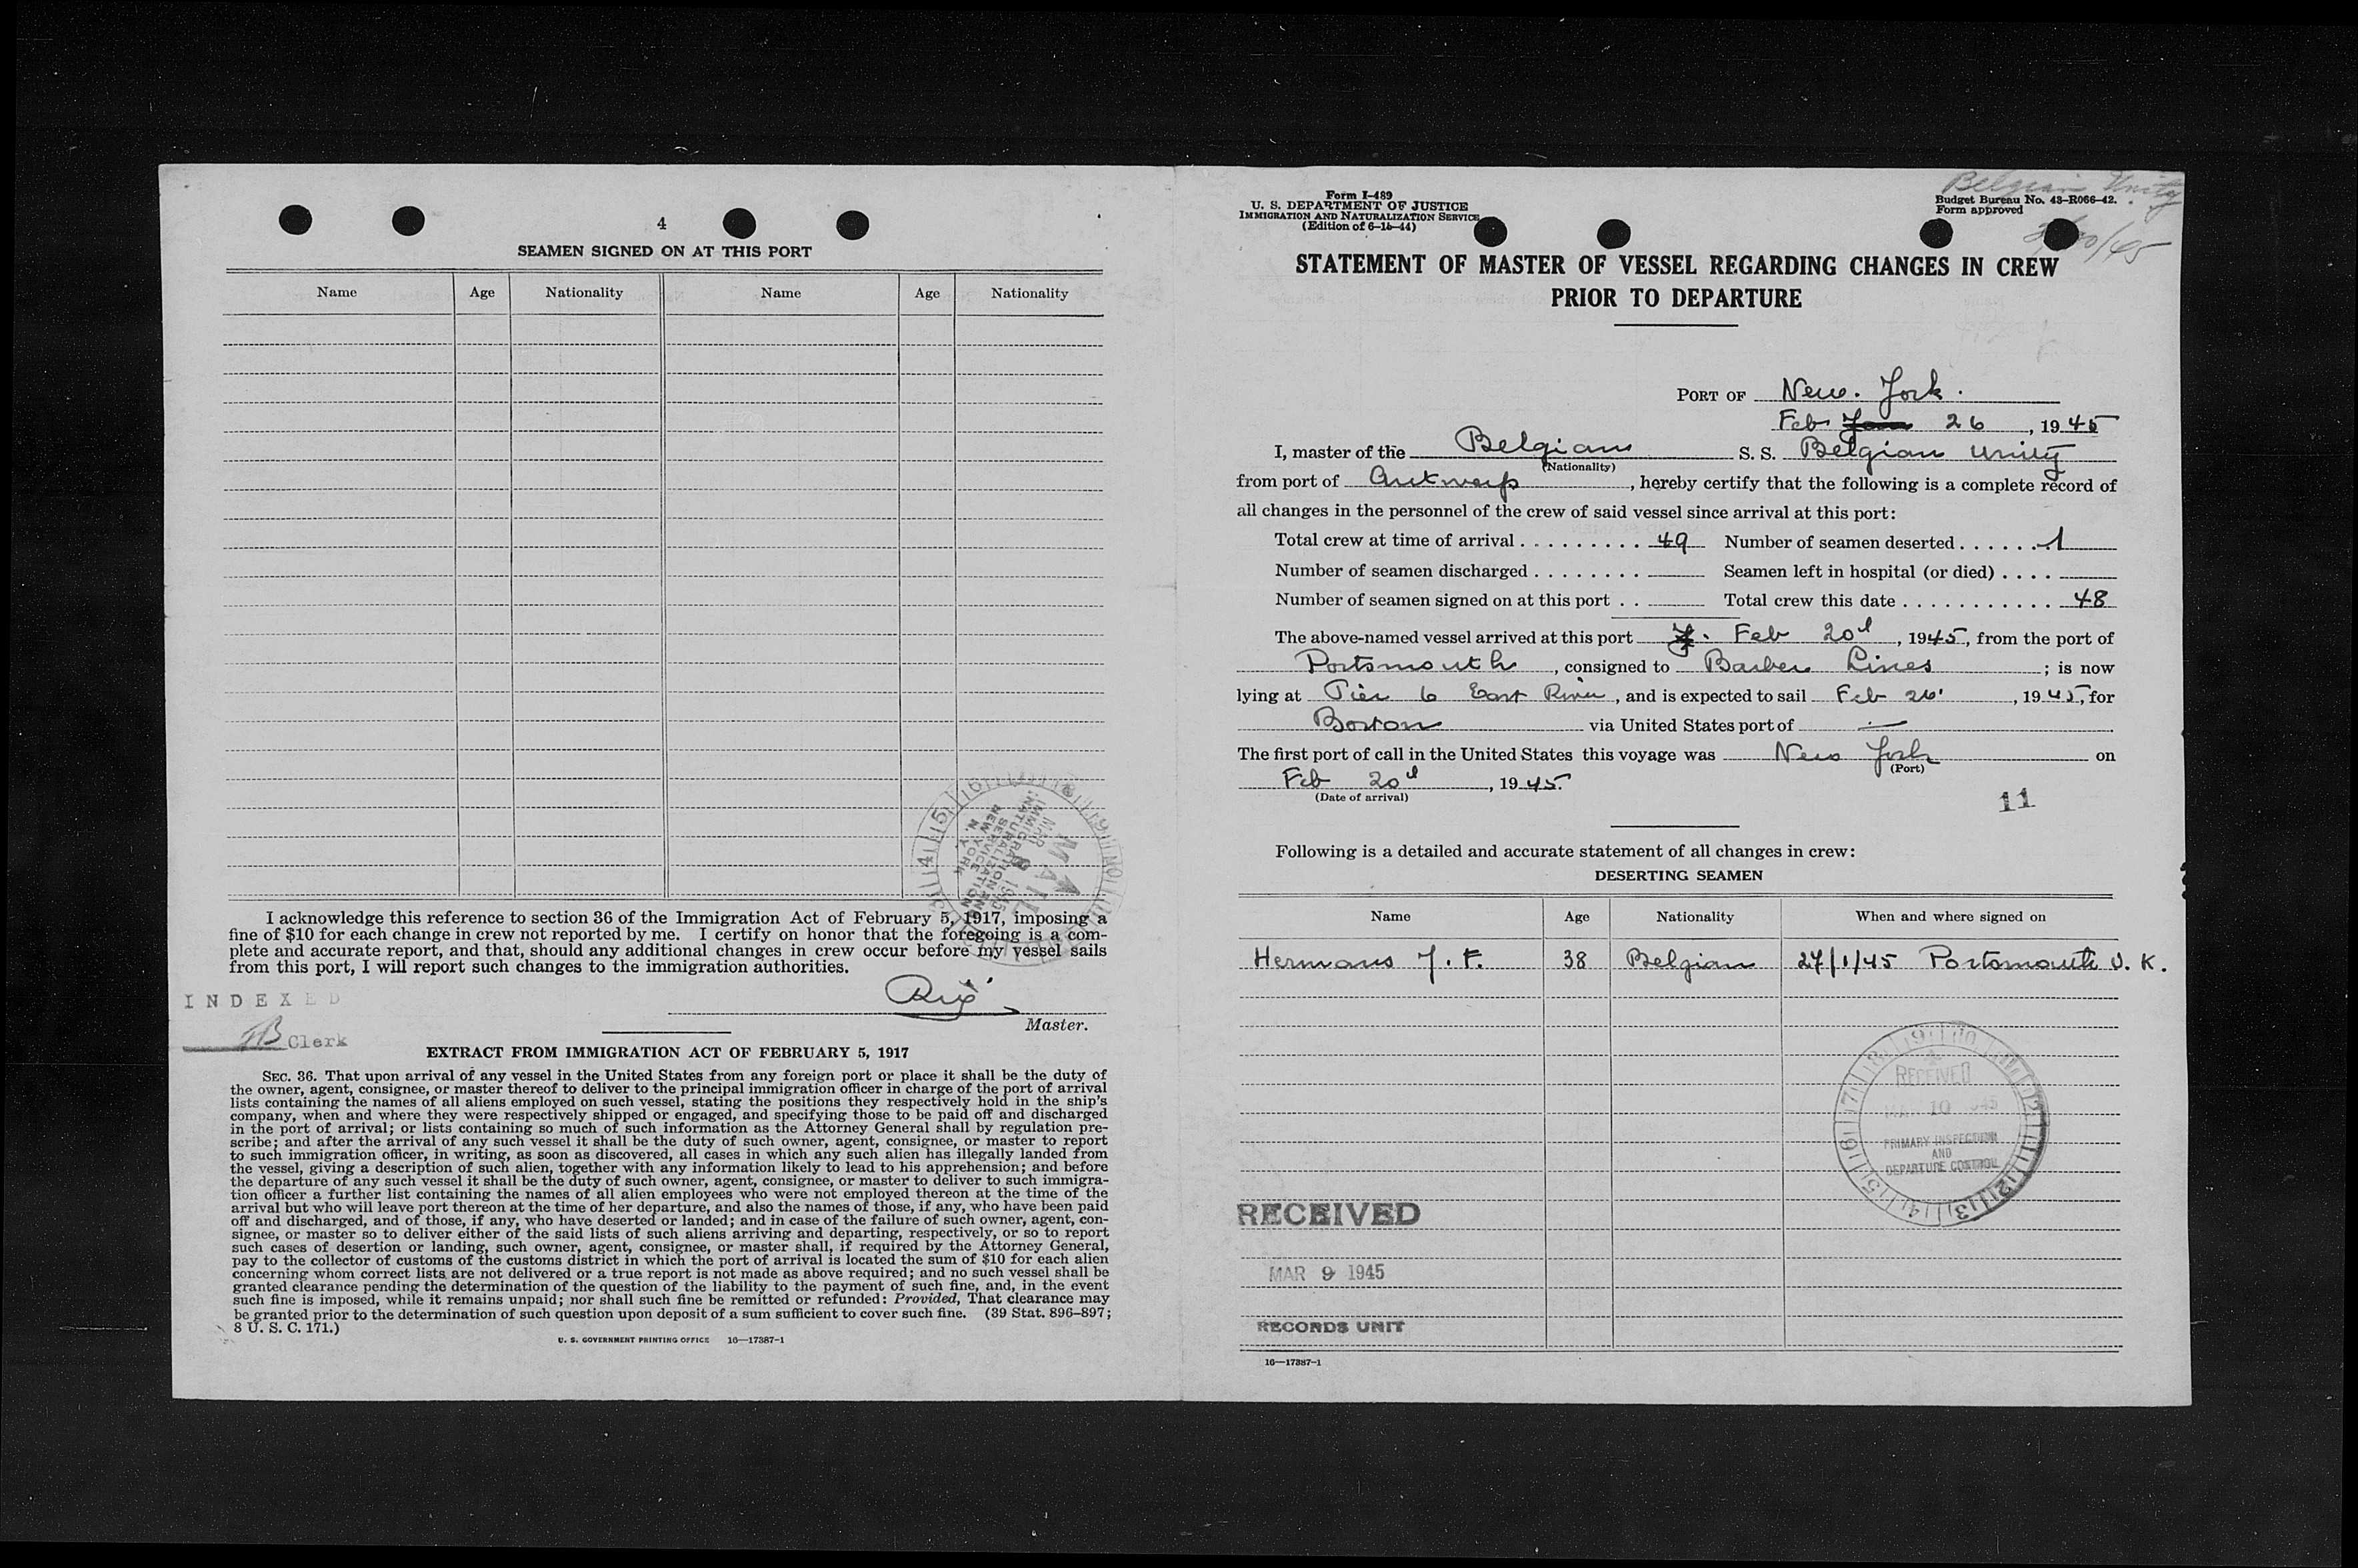 4
SEAMEN SIGNED ON AT THIS PORT
Name Age Nationality Name Age Nationality
MAIL
MAR 8 1945
IMMIGRATION AND
NATURALIZATION
SERVICE
NEW YORK
N. Y.
I acknowledge this reference to section 36 of the Immigration Act of February 5, 1917, imposing a
fine of $10 for each change in crew not reported by me. I certify on honor that the foregoing is a com-
plete and accurate report, and that, should any additional changes in crew occur before my vessel sails
from this port, I will report such changes to the immigration authorities.
INDEXED
Master.
Clerk
EXTRACT FROM IMMIGRATION ACT OF FEBRUARY 5, 1917
SEC. 36. That upon arrival of any vessel in the United States from any foreign port or place it shall be the duty of
the owner, agent, consignee, or master thereof to deliver to the principal immigration officer in charge of the port of arrival
lists containing the names of all aliens employed on such vessel, stating the positions they respectively hold in the ship's
company, when and where they were respectively shipped or engaged, and specifying those to be paid off and discharged
in the port of arrival; or lists containing so much of such information as the Attorney General shall by regulation pre-
scribe; and after the arrival of any such vessel it shall be the duty of such owner, agent, consignee, or master to report
to such immigration officer, in writing, as soon as discovered, all cases in which any such alien has illegally landed from
the vessel, giving a description of such alien, together with any information likely to lead to his apprehension; and before
the departure of any such vessel it shall be the duty of such owner, agent, consignee, or master to deliver to such immigra-
tion officer a further list containing the names of all alien employees who were not employed thereon at the time of the
arrival but who will leave port thereon at the time of her departure, and also the names of those, if any, who have been paid
off and discharged, and of those, if any, who have deserted or landed; and in case of the failure of such owner, agent, con-
signee, or master so to deliver either of the said lists of such aliens arriving and departing, respectively, or so to report
such cases of desertion or landing, such owner, agent, consignee, or master shall, if required by the Attorney General,
pay to the collector of customs of the customs district in which the port of arrival is located the sum of $10 for each alien
concerning whom correct lists are not delivered or a true report is not made as above required; and no such vessel shall be
granted clearance pending the determination of the question of the liability to the payment of such fine, and, in the event
such fine is imposed, while it remains unpaid; nor shall such fine be remitted or refunded: Provided, That clearance may
be granted prior to the determination of such question upon deposit of a sum sufficient to cover such fine. (39 Stat. 896–897;
8 U. S. C. 171.)
U. S. GOVERNMENT PRINTING OFFICE 16—17387-1
Belgian Unity
Form I-489
U. S. DEPARTMENT OF JUSTICE
IMMIGRATION AND NATURALIZATION SERVICE
(Edition of 6-15-44)
Budget Bureau No. 43-R066-42.
Form approved
STATEMENT OF MASTER OF VESSEL REGARDING CHANGES IN CREW
PRIOR TO DEPARTURE
PORT OF New. York.
Feb 26, 1945
I, master of the Belgian S. S. Belgian Unity
(Nationality)
from port of Antwerp, hereby certify that the following is a complete record of
all changes in the personnel of the crew of said vessel since arrival at this port:
Total crew at time of arrival . . . . . . . . . . 49 Number of seamen deserted . . . . . . 1
Number of seamen discharged . . . . . . . . Seamen left in hospital (or died) . . . .
Number of seamen signed on at this port . . Total crew this date . . . . . . . . . . . . 48
The above-named vessel arrived at this port Feb 20d, 1945, from the port of
Portsmouth, consigned to Barber Lines; is now
lying at Pier 6 East River, and is expected to sail Feb 26, 1945, for
Boston via United States port of —
The first port of call in the United States this voyage was New York on
(Port)
Feb 20d, 1945.
(Date of arrival)
11
Following is a detailed and accurate statement of all changes in crew:
DESERTING SEAMEN
Name Age Nationality When and where signed on
Hermans J. F. 38 Belgian 27/1/45 Portsmouth U. K.
RECEIVED
MAR 10 1945
PRIMARY INSPECTION
AND
DEPARTURE CONTROL
RECEIVED
MAR 9 1945
RECORDS UNIT
16—17387-1